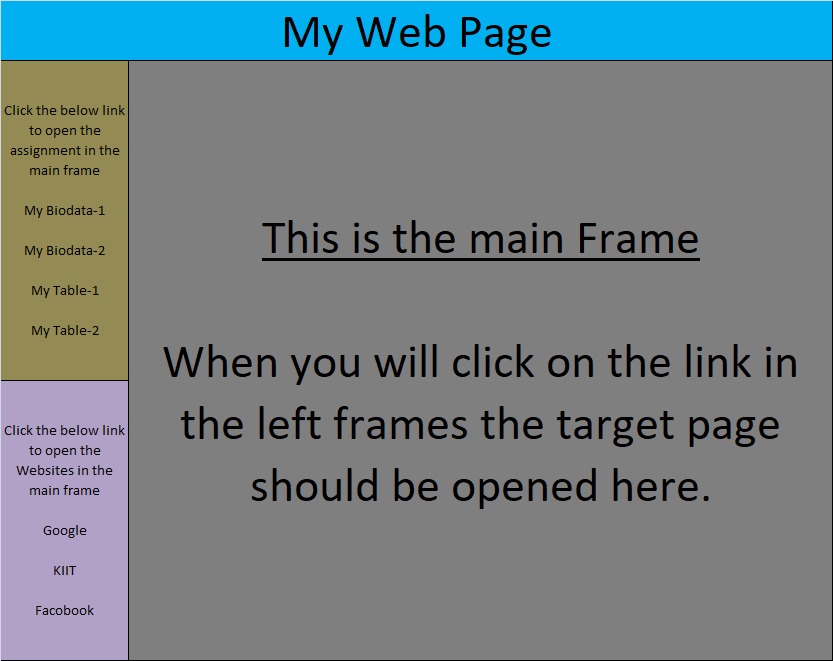 My Web Page
Click the below link
to open the
assignment in the
main frame
My Biodata-1
My Biodata-2
My Table-1
My Table-2
Click the below link
to open the
Websites in the
main frame
Google
KIIT
Facobook
This is the main Frame
When you will click on the link in
the left frames the target page
should be opened here.